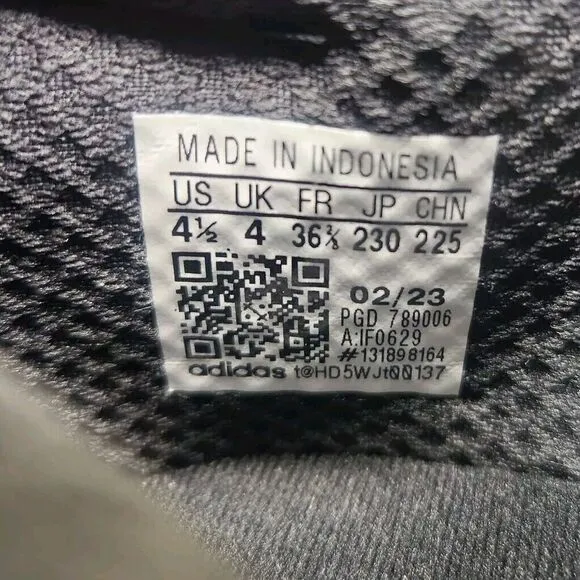 MADE IN INDONESIA
US UK FR JP CHN
4½ 4 36⅔ 230 225
02/23
PGD 789006
A:IF0629
#131898164
adidas t@HD5WJt00137